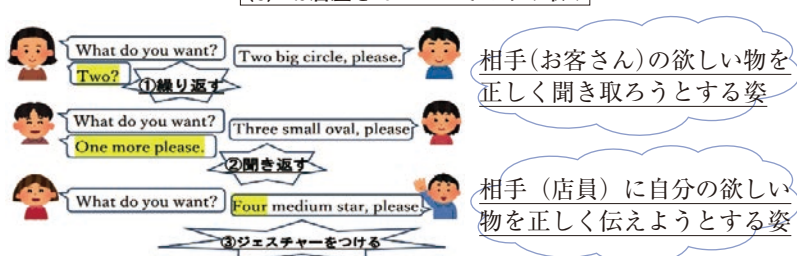 What do you want?
Two big circle, please.
Two?
①繰り返す
相手(お客さん)の欲しい物を
正しく聞き取ろうとする姿
What do you want?
Three small oval, please
One more please.
②聞き返す
What do you want?
Four medium star, please
③ジェスチャーをつける
相手（店員）に自分の欲しい
物を正しく伝えようとする姿